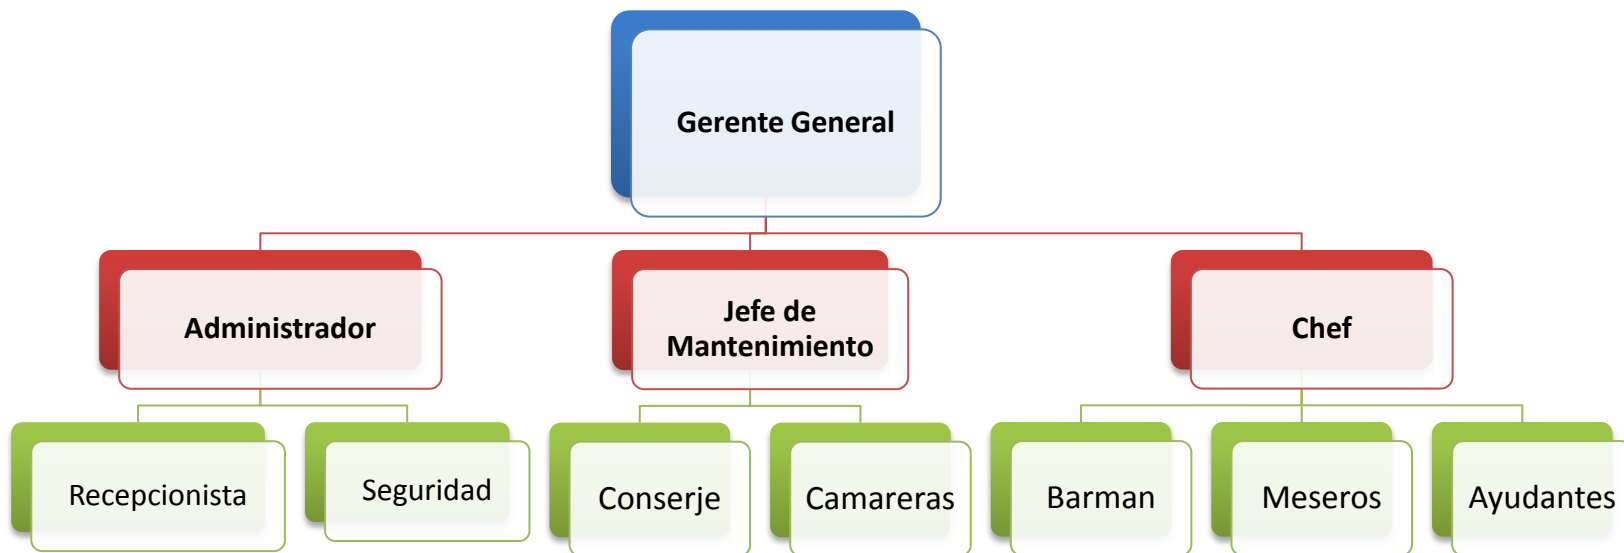 Gerente General
Administrador
Jefe de
Mantenimiento
Chef
Recepcionista
Seguridad
Conserje
Camareras
Barman
Meseros
Ayudantes